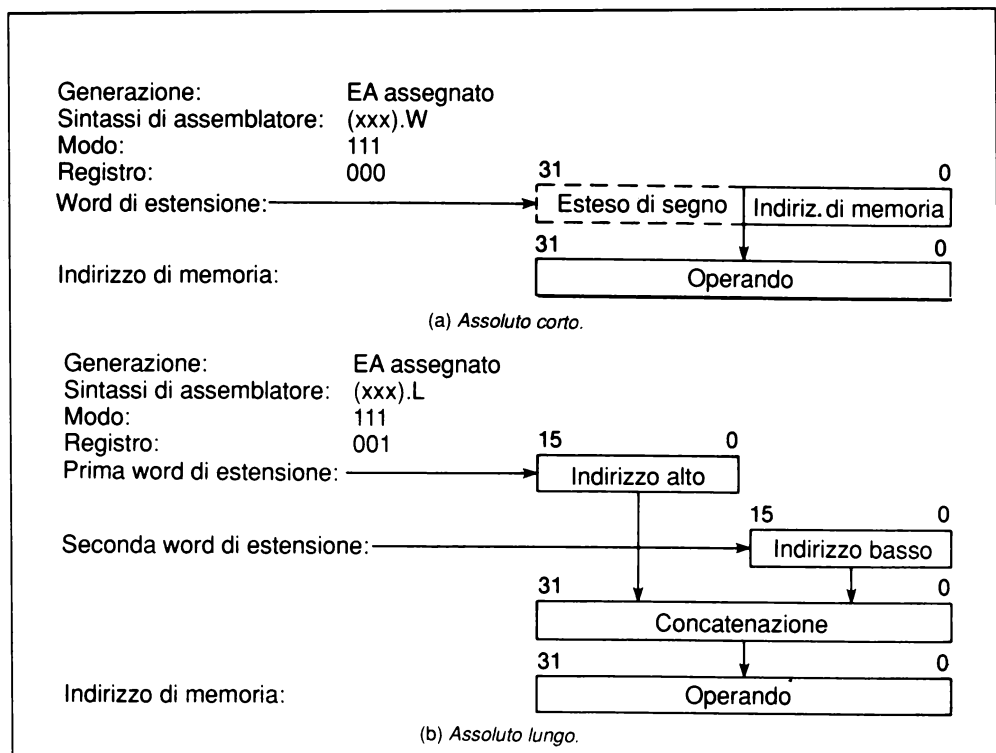 Generazione: EA assegnato
Sintassi di assemblatore: (xxx).W
Modo: 111
Registro: 000
31 0
Word di estensione: Esteso di segno Indiriz. di memoria
31 0
Indirizzo di memoria: Operando
(a) Assoluto corto.
Generazione: EA assegnato
Sintassi di assemblatore: (xxx).L
Modo: 111
Registro: 001
15 0
Prima word di estensione: Indirizzo alto
15 0
Seconda word di estensione: Indirizzo basso
31 0
Concatenazione
31 0
Indirizzo di memoria: Operando
(b) Assoluto lungo.